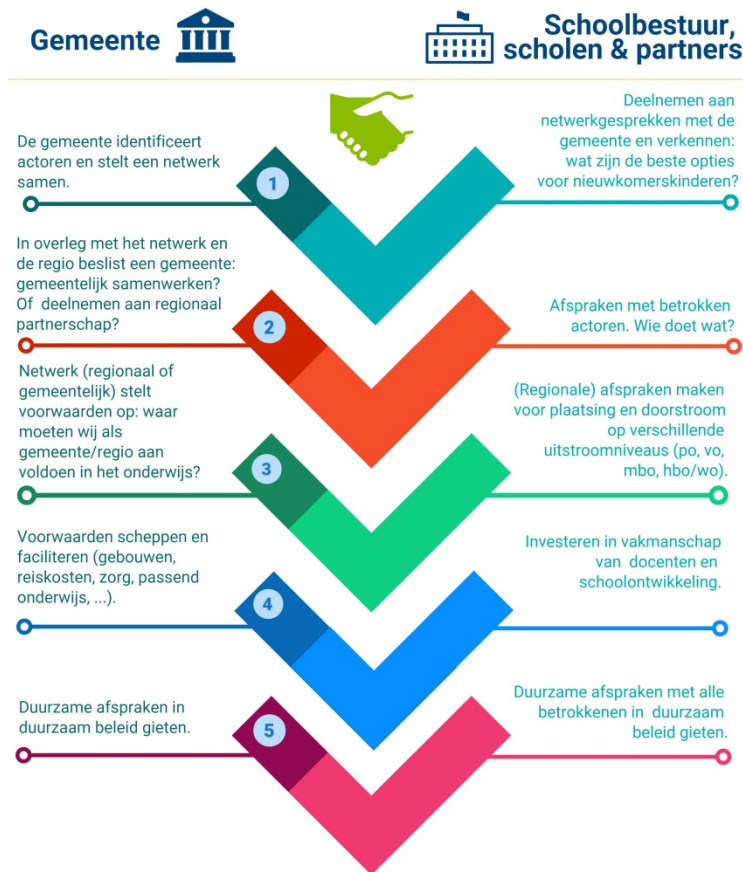 Gemeente
Schoolbestuur,
scholen & partners
De gemeente identificeert
actoren en stelt een netwerk
samen.
1
Deelnemen aan
netwerkgesprekken met de
gemeente en verkennen:
wat zijn de beste opties
voor nieuwkomerskinderen?
In overleg met het netwerk en
de regio beslist een gemeente:
gemeentelijk samenwerken?
Of deelnemen aan regionaal
partnerschap?
2
Afspraken met betrokken
actoren. Wie doet wat?
Netwerk (regionaal of
gemeentelijk) stelt
voorwaarden op: waar
moeten wij als
gemeente/regio aan
voldoen in het onderwijs?
3
(Regionale) afspraken maken
voor plaatsing en doorstroom
op verschillende
uitstroomniveaus (po, vo,
mbo, hbo/wo).
Voorwaarden scheppen en
faciliteren (gebouwen,
reiskosten, zorg, passend
onderwijs, ...).
4
Investeren in vakmanschap
van docenten en
schoolontwikkeling.
Duurzame afspraken in
duurzaam beleid gieten.
5
Duurzame afspraken met alle
betrokkenen in duurzaam
beleid gieten.